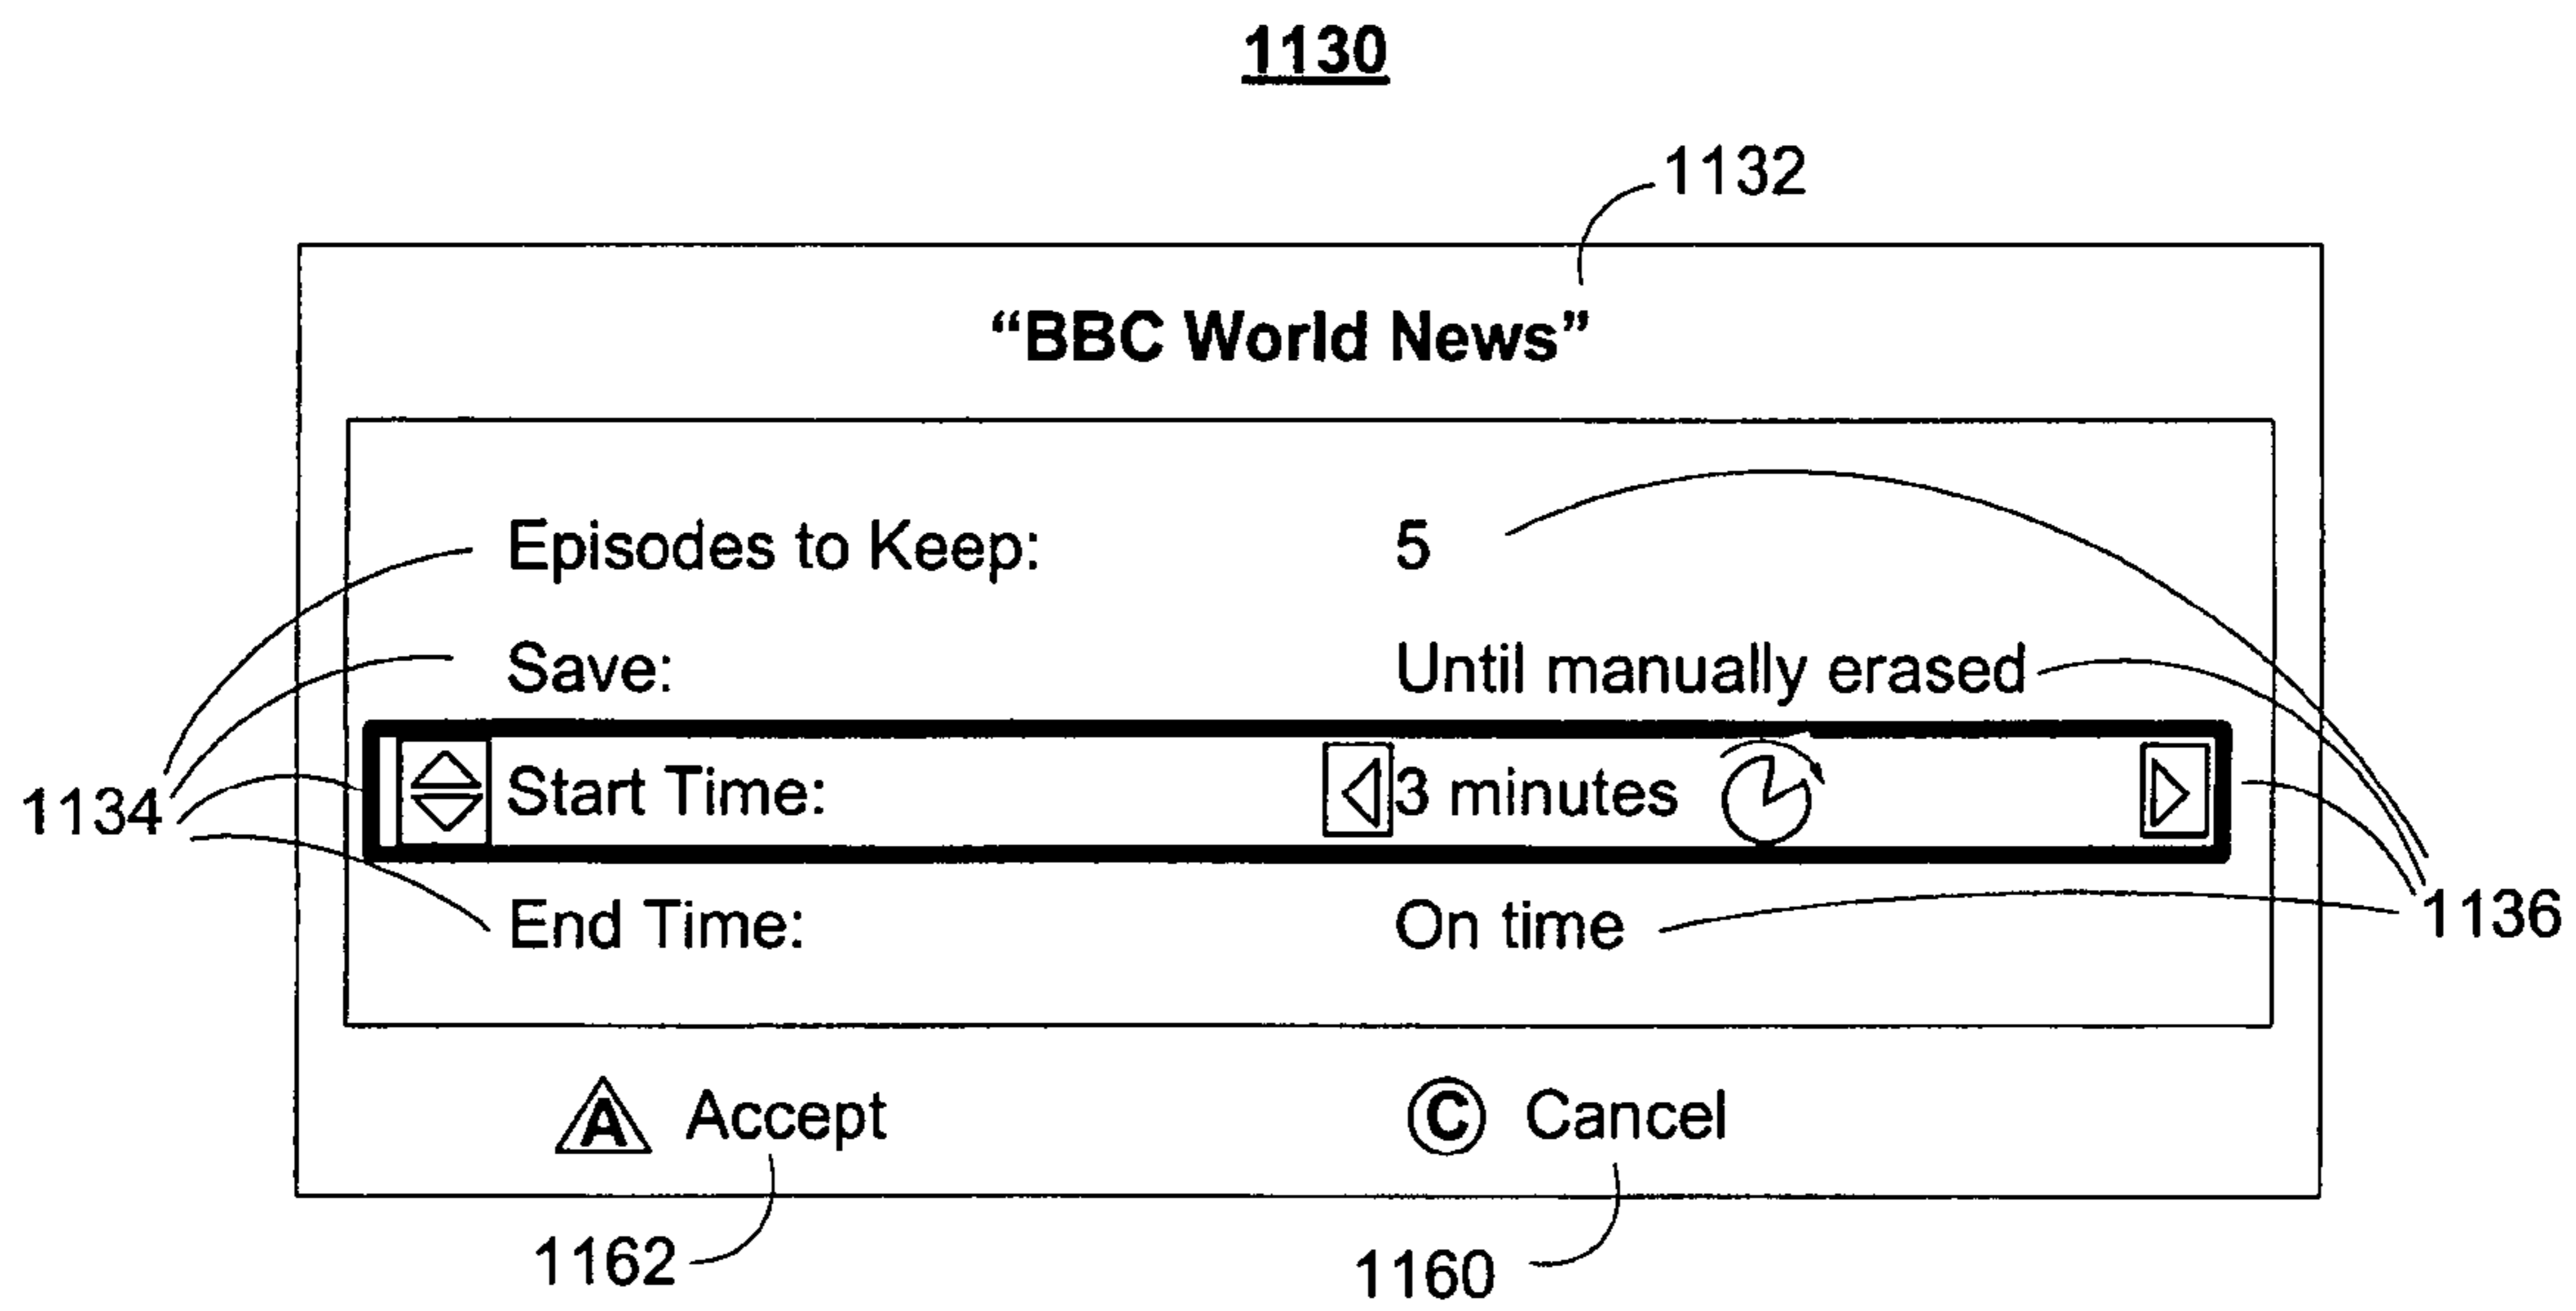 1130
1132
“BBC World News”
Episodes to Keep: 5
Save: Until manually erased
1134 Start Time: 3 minutes
End Time: On time 1136
A Accept C Cancel
1162 1160